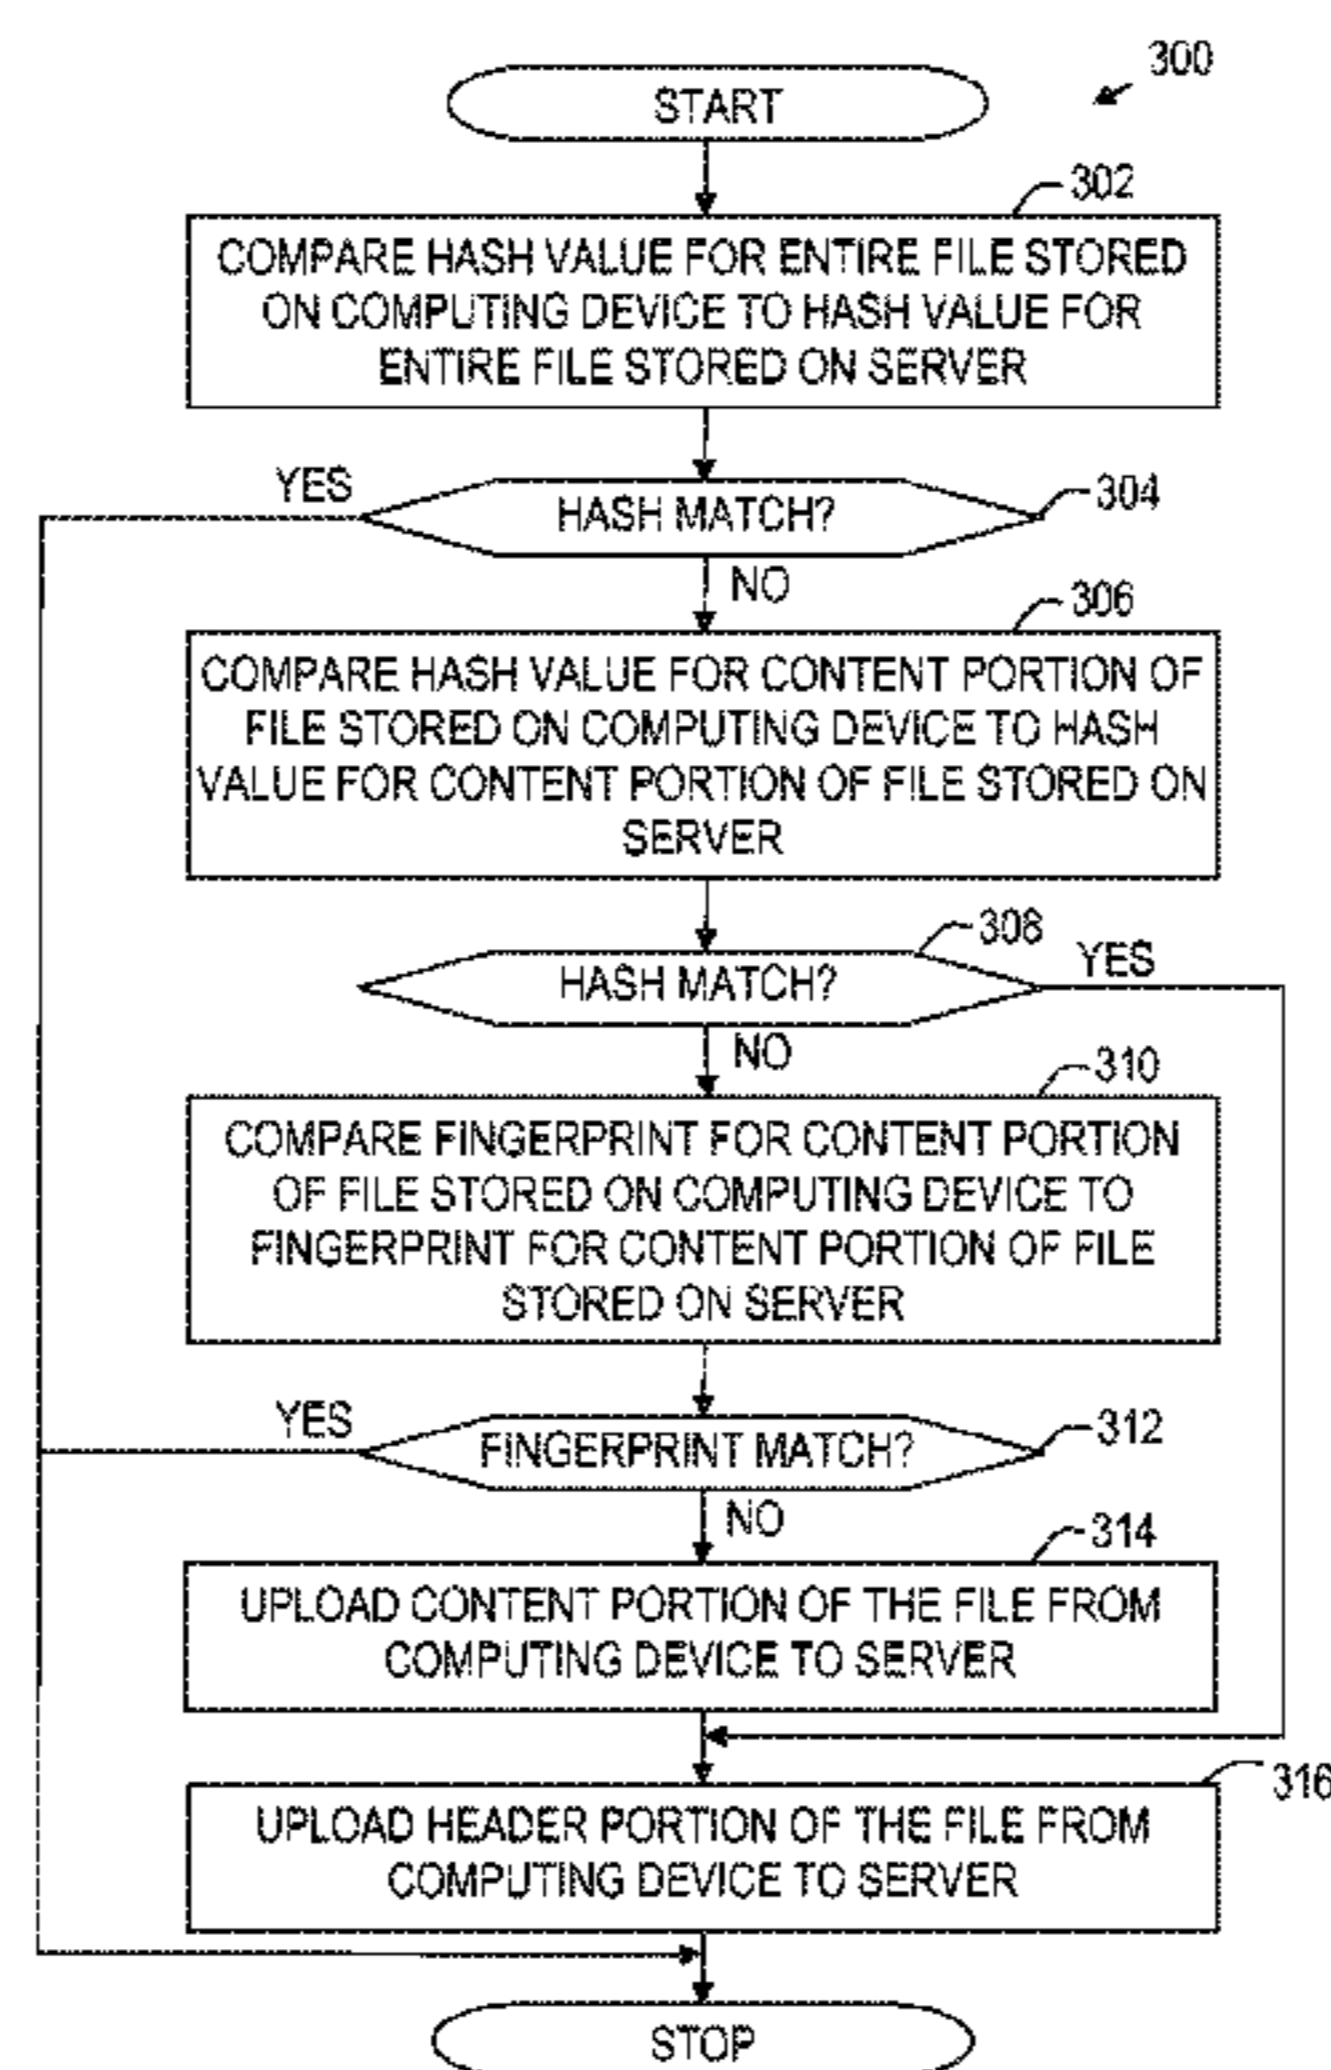 300
START
302
COMPARE HASH VALUE FOR ENTIRE FILE STORED
ON COMPUTING DEVICE TO HASH VALUE FOR
ENTIRE FILE STORED ON SERVER
YES
HASH MATCH?
304
NO
306
COMPARE HASH VALUE FOR CONTENT PORTION OF
FILE STORED ON COMPUTING DEVICE TO HASH
VALUE FOR CONTENT PORTION OF FILE STORED ON
SERVER
308
HASH MATCH?
YES
NO
310
COMPARE FINGERPRINT FOR CONTENT PORTION
OF FILE STORED ON COMPUTING DEVICE TO
FINGERPRINT FOR CONTENT PORTION OF FILE
STORED ON SERVER
YES
FINGERPRINT MATCH?
312
NO
314
UPLOAD CONTENT PORTION OF THE FILE FROM
COMPUTING DEVICE TO SERVER
316
UPLOAD HEADER PORTION OF THE FILE FROM
COMPUTING DEVICE TO SERVER
STOP